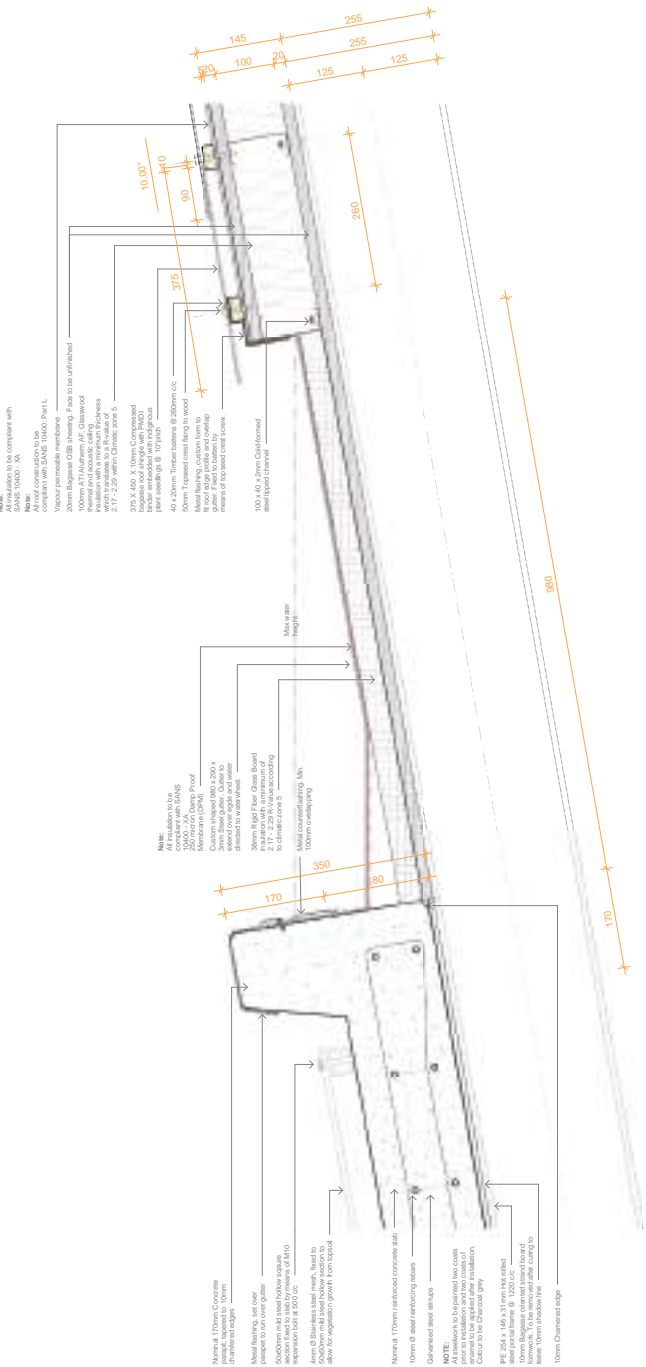 Note:
All insulation to be compliant with
SANS 10400 - XA
Note:
All roof construction to be
compliant with SANS 10400: Part L
Vapour permeable membrane
20mm Bagasse OSB sheeting. Face to be unfinished
100mm ATI Alutherm AF, Glasswool
thermal and acoustic ceiling
insulation with a minimum thickness
which translates to a R-value of
2.17 - 2.29 within Climatic zone 5
375 X 450 X 10mm Compressed
bagasse roof shingle with PMDI
binder embedded with indiginous
plant seedlings @ 10°pitch
40 x 20mm Timber battens @ 260mm c/c
50mm Topseed crest fixing to wood
Metal flashing, custom form to
fit roof edge profile and overlap
gutter. Fixed to batten by
means of topseed crest screw.
100 x 40 x 2mm Cold-formed
steel lipped channel
145
255
20
100
20
255
125
125
10.00°
10
90
375
260
980
Note:
All insulation to be
compliant with SANS
10400 - XA
250 micron Damp Proof
Membrane (DPM)
Custom shaped 980 x 290 x
3mm Steel gutter. Gutter to
extend over egde and water
directed to waterwheel.
38mm Rigid Fiber Glass Board
insulation with a minimum of
2.17 - 2.29 R-Value according
to climatic zone 5
Metal counterflashing. Min.
100mm overlapping
Max water
height
350
170
180
170
Nominal 170mm Concrete
parapt, tapered to 10mm
chamfered edges
Metal flashing, set over
parapet to run over gutter
50x50mm mild steel hollow square
section fixed to slab by means of M10
expansion bolt at 500 c/c
4mm Ø Stainless steel mesh, fixed to
50x50mm mild steel hollow section to
allow for vegetation growth from topsoil
Nominal 170mm reinforced concrete slab
10mm Ø steel reinforcing rebars
Galvanised steel stirrups
NOTE:
All steelwork to be painted two coats
prior to installation and two coats of
enamel to be applied after installation.
Colour to be Charcoal grey
IPE 254 x 146 x 31mm Hot rolled
steel portal frame @ 1220 c/c
10mm Bagasse oriented strand board
formwork. To be removed after curing to
leave 10mm shadow line
10mm Chamfered edge